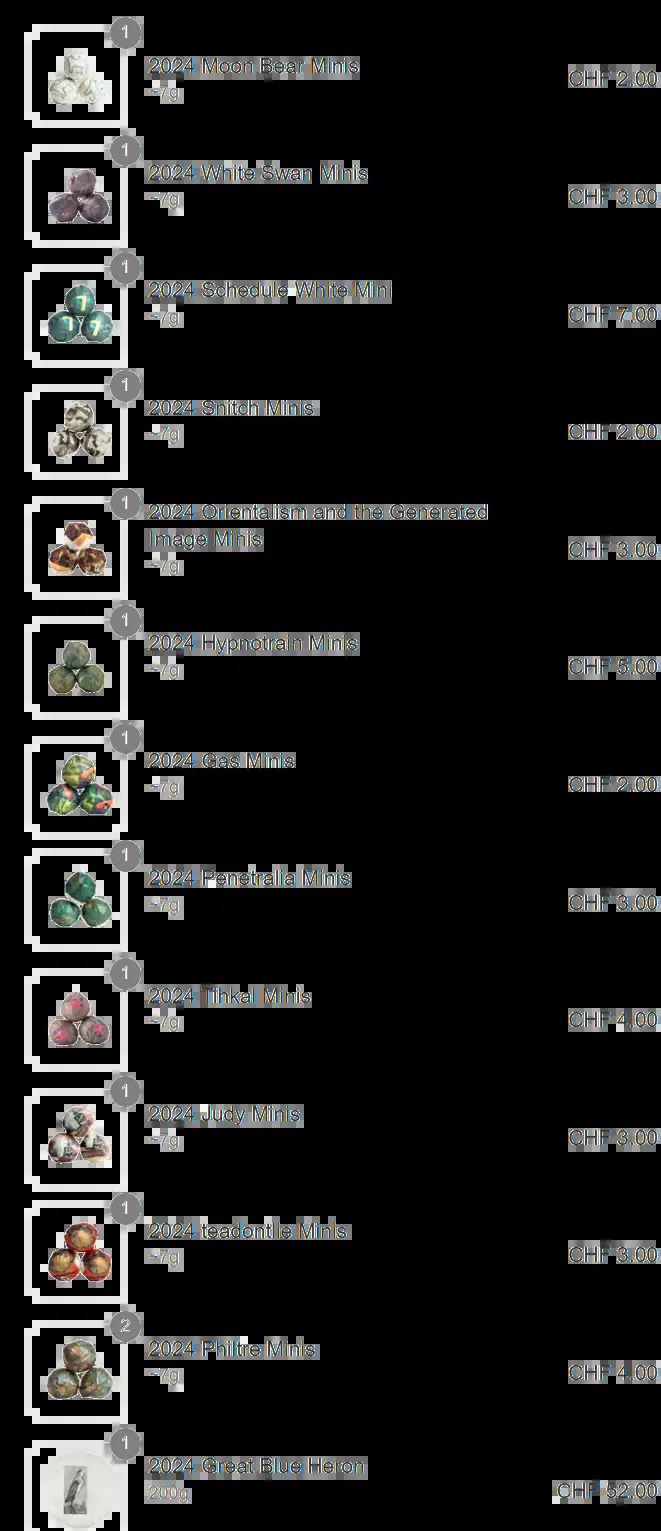 1
2024 Moon Bear Minis
~7g
CHF 2.00
1
2024 White Swan Minis
~7g
CHF 3.00
1
2024 Schedule White Mini
~7g
CHF 7.00
1
2024 Snitch Minis
~7g
CHF 2.00
1
2024 Orientalism and the Generated
Image Minis
~7g
CHF 3.00
1
2024 Hypnotrain Minis
~7g
CHF 5.00
1
2024 Gas Minis
~7g
CHF 2.00
1
2024 Penetralia Minis
~7g
CHF 3.00
1
2024 Tihkal Minis
~7g
CHF 4.00
1
2024 Judy Minis
~7g
CHF 3.00
1
2024 teadontlie Minis
~7g
CHF 3.00
2
2024 Philtre Minis
~7g
CHF 4.00
1
2024 Great Blue Heron
200g
CHF 52.00